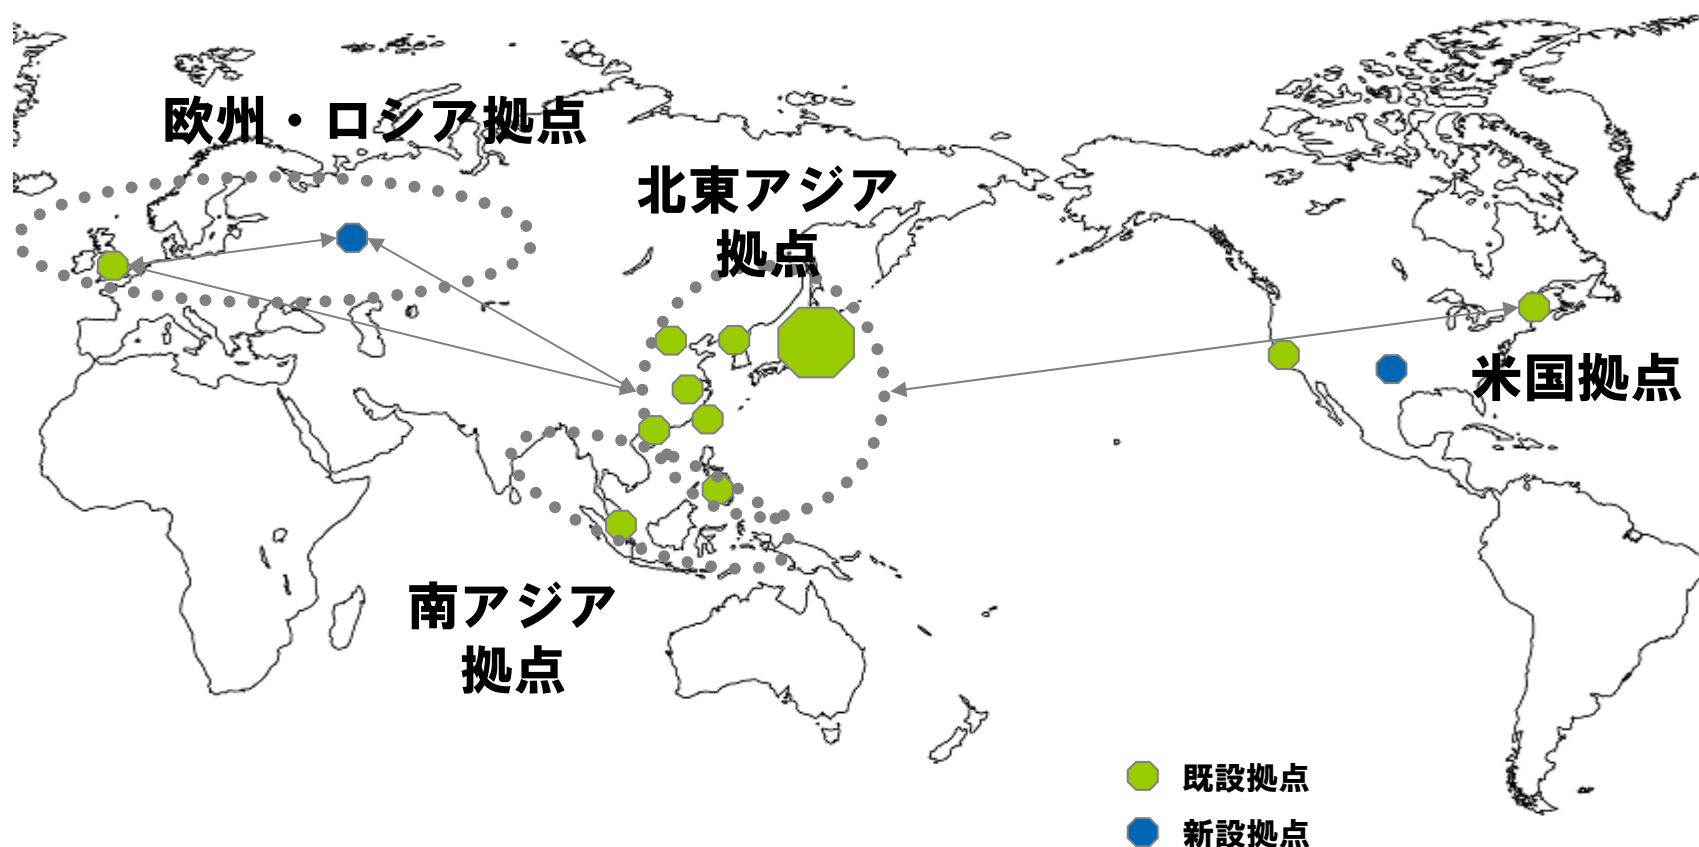 欧州・ロシア拠点
北東アジア
拠点
米国拠点
南アジア
拠点
既設拠点
新設拠点